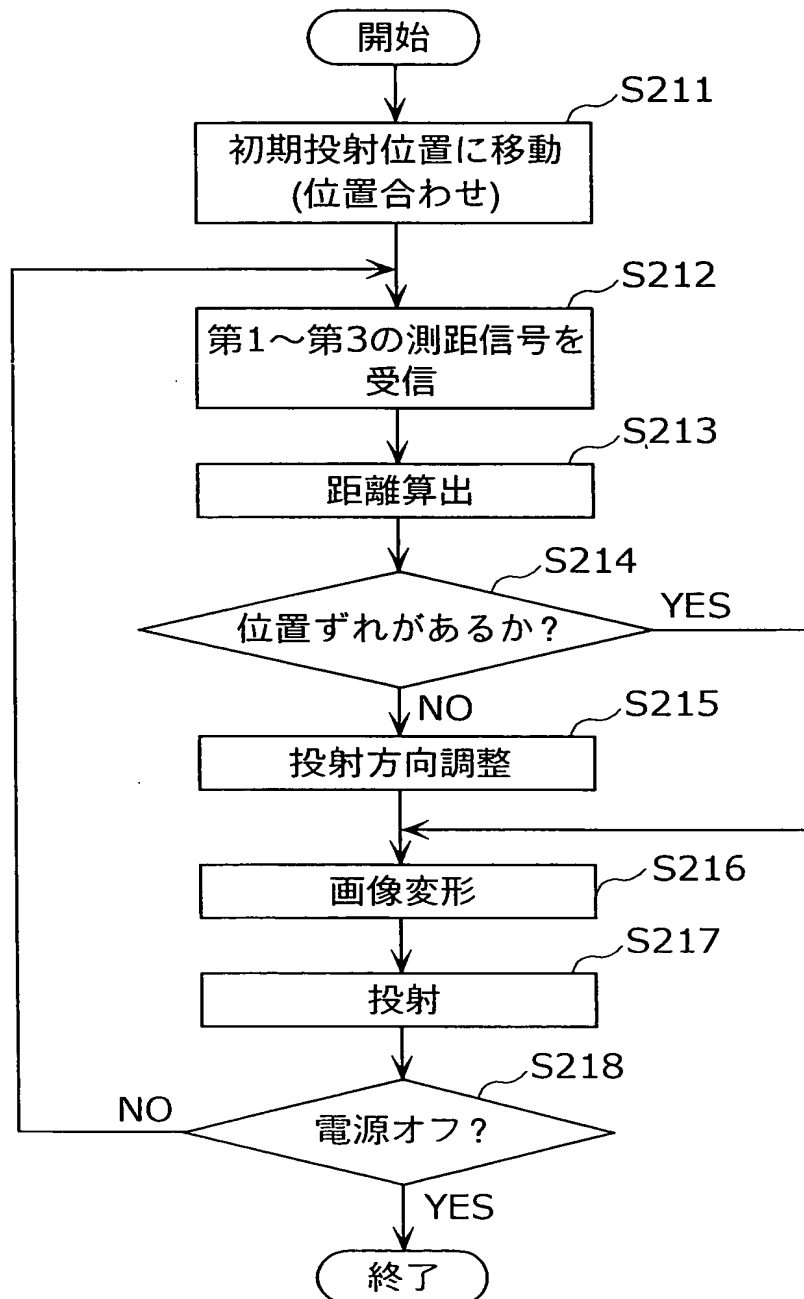 開始
S211
初期投射位置に移動
(位置合わせ)
S212
第1～第3の測距信号を
受信
S213
距離算出
S214
位置ずれがあるか？
YES
NO
S215
投射方向調整
画像変形
S216
S217
投射
S218
NO
電源オフ？
YES
終了